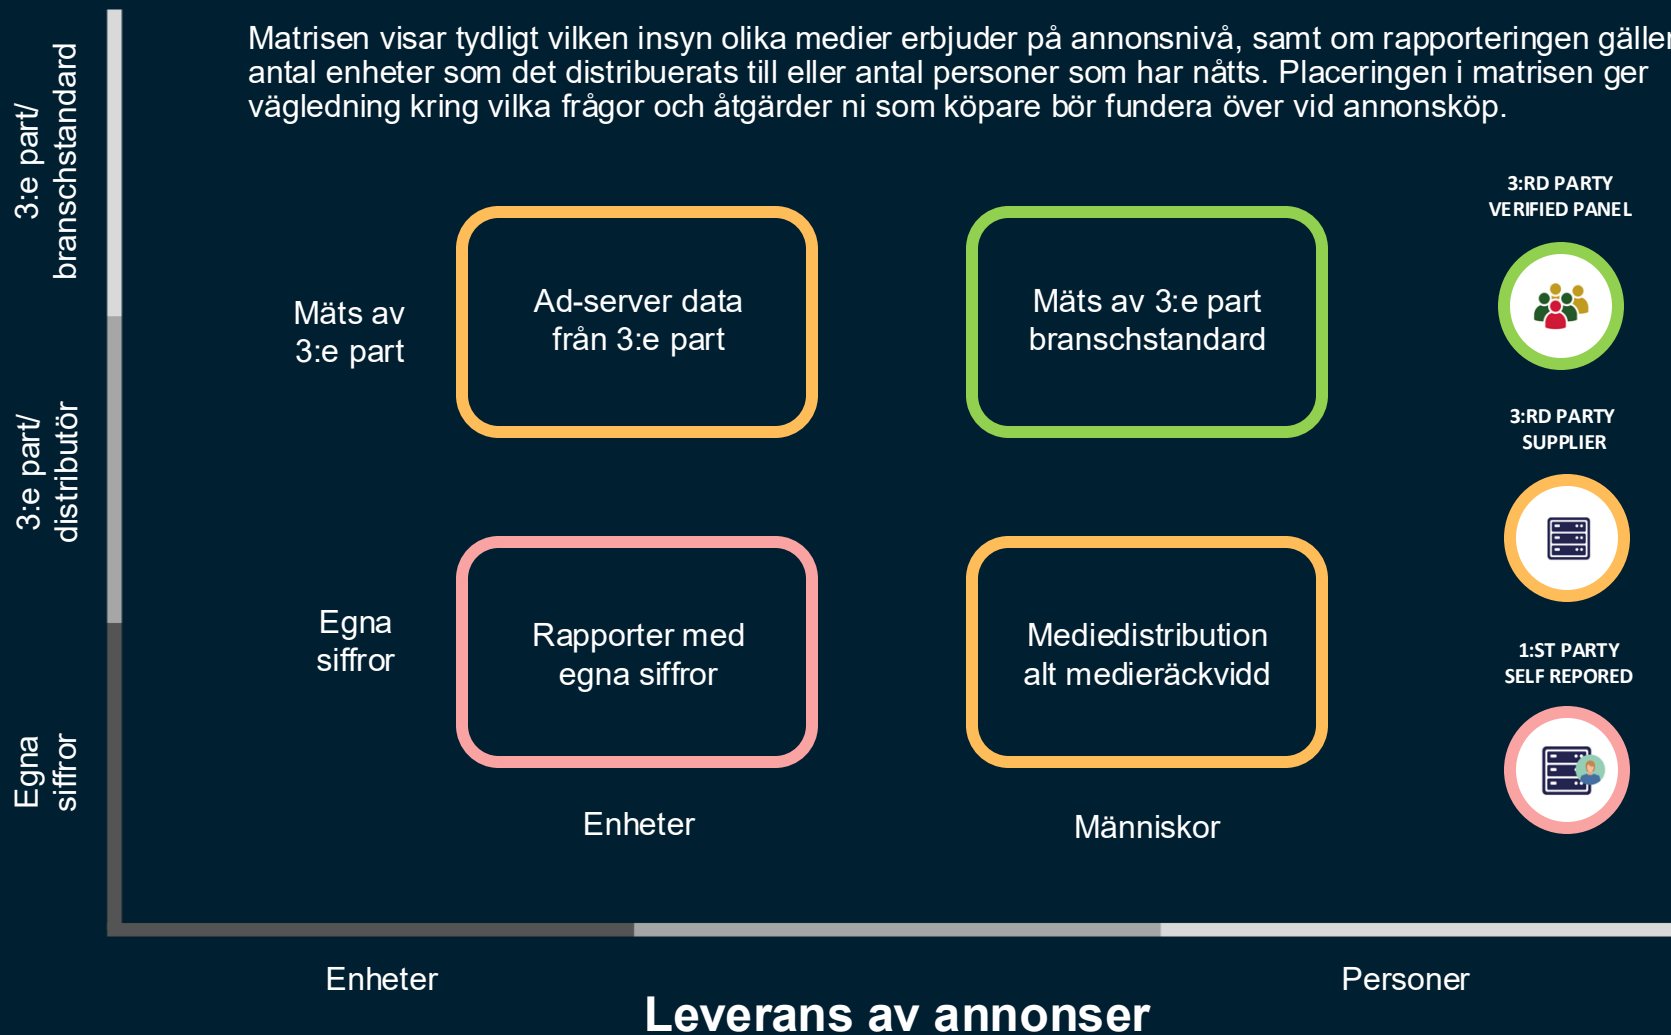 Matrisen visar tydligt vilken insyn olika medier erbjuder på annonsnivå, samt om rapporteringen gäller
antal enheter som det distribuerats till eller antal personer som har nåtts. Placeringen i matrisen ger
vägledning kring vilka frågor och åtgärder ni som köpare bör fundera över vid annonsköp.
3:e part/
branschstandard
3:e part/
distributör
Egna
siffror
Mäts av
3:e part
Ad-server data
från 3:e part
Mäts av 3:e part
branschstandard
Egna
siffror
Rapporter med
egna siffror
Mediedistribution
alt medieräckvidd
Enheter
Människor
3:RD PARTY
VERIFIED PANEL
3:RD PARTY
SUPPLIER
1:ST PARTY
SELF REPORED
Enheter
Personer
Leverans av annonser